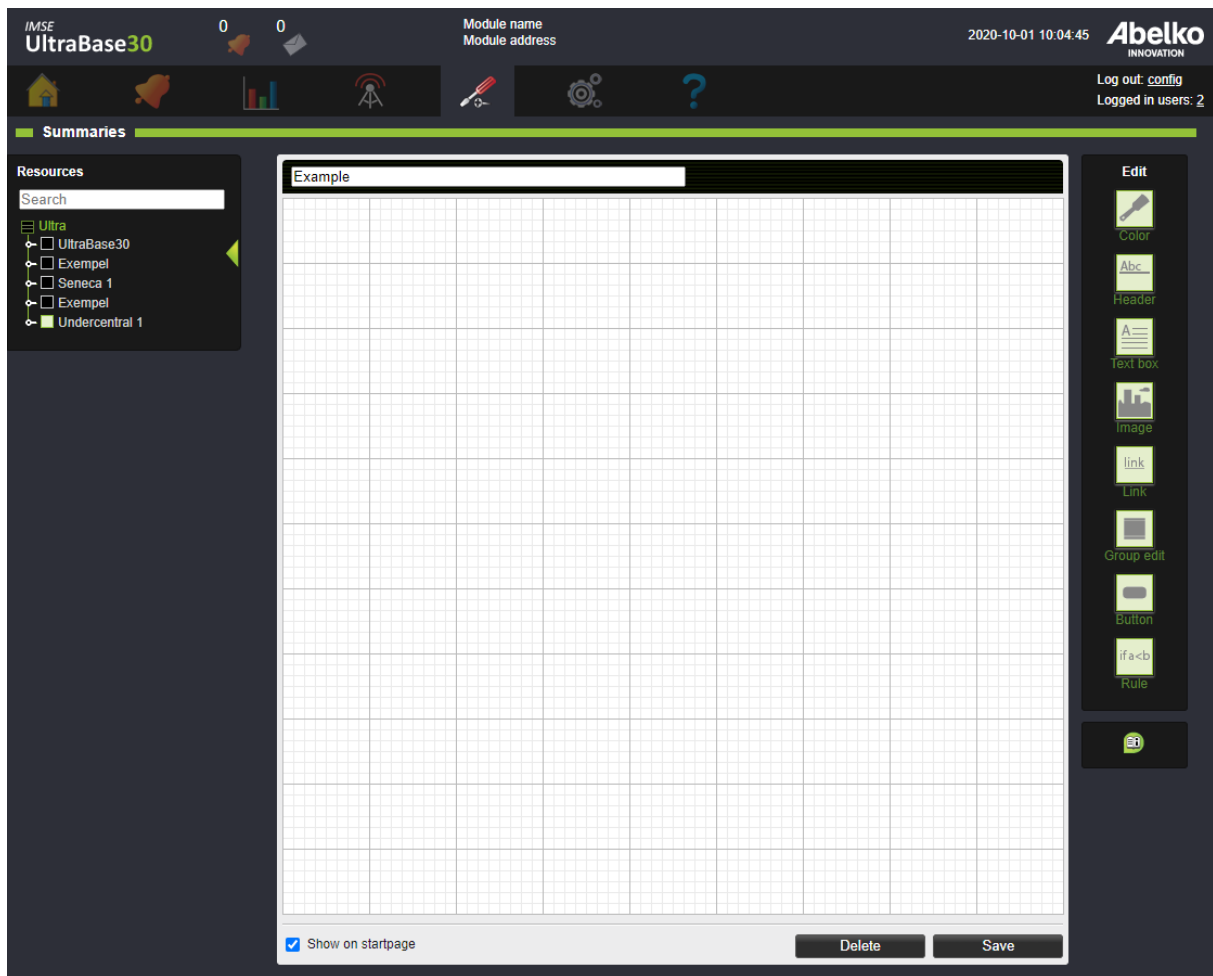 IMSE
UltraBase30
0
0
Module name
Module address
2020-10-01 10:04:45
Abelko
INNOVATION
?
Log out: config
Logged in users: 2
Summaries
Resources
Search
Ultra
UltraBase30
Exempel
Seneca 1
Exempel
Undercentral 1
Example
Show on startpage
Delete
Save
Edit
Color
Abc
Header
A
Text box
Image
link
Link
Group edit
Button
if a<b
Rule